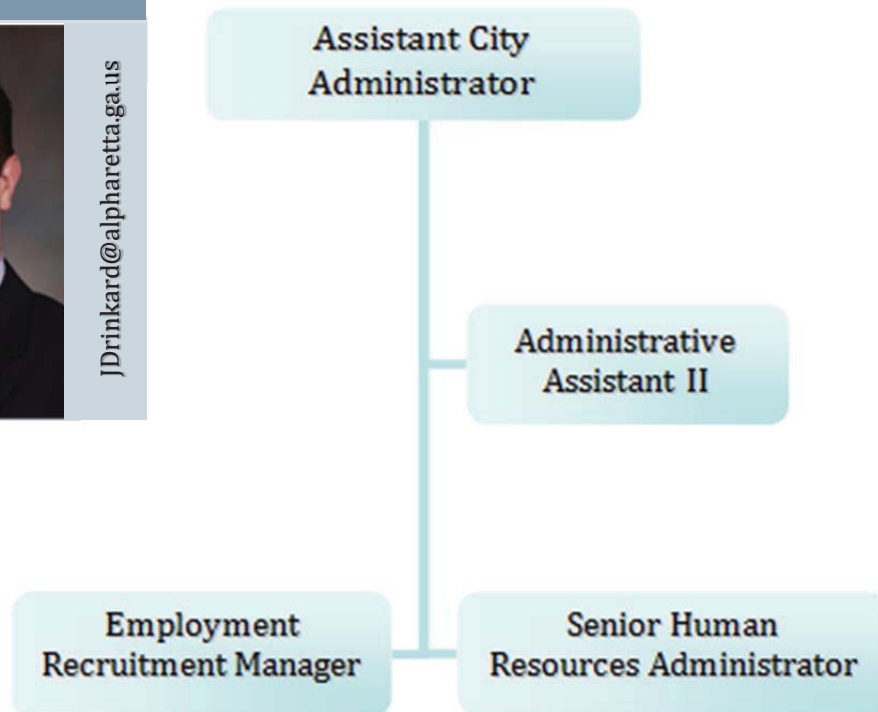 JDrinkard@alpharetta.ga.us
Assistant City
Administrator
Administrative
Assistant II
Employment
Recruitment Manager
Senior Human
Resources Administrator